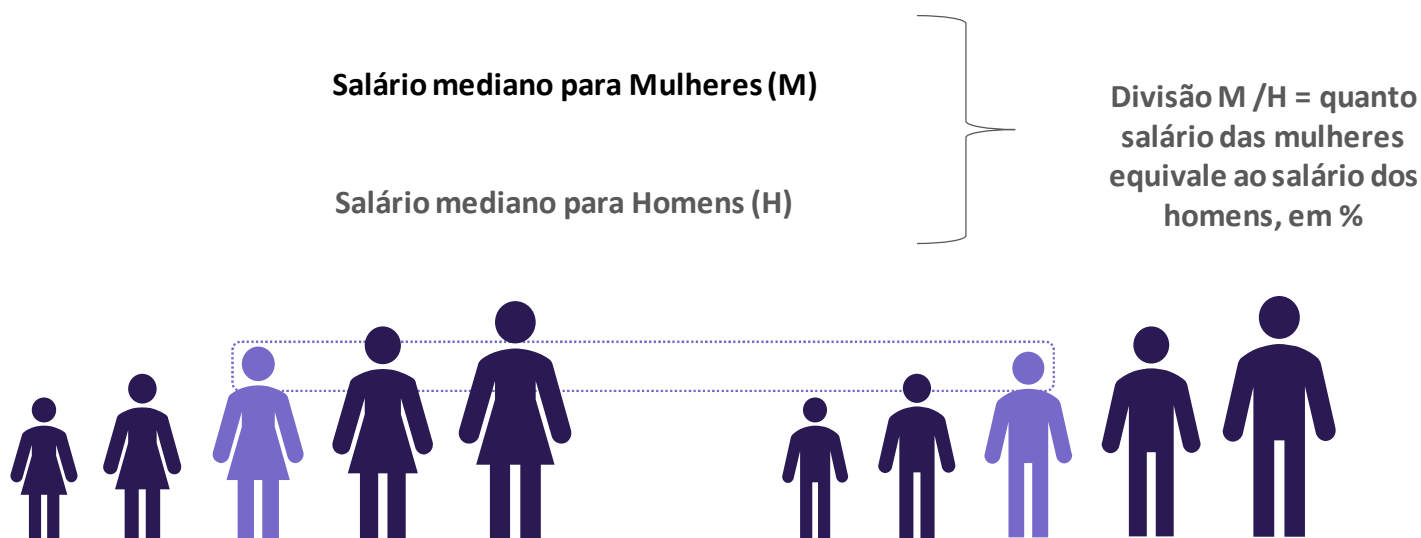 Salário mediano para Mulheres (M)
Salário mediano para Homens (H)
Divisão M /H = quanto
salário das mulheres
equivale ao salário dos
homens, em %